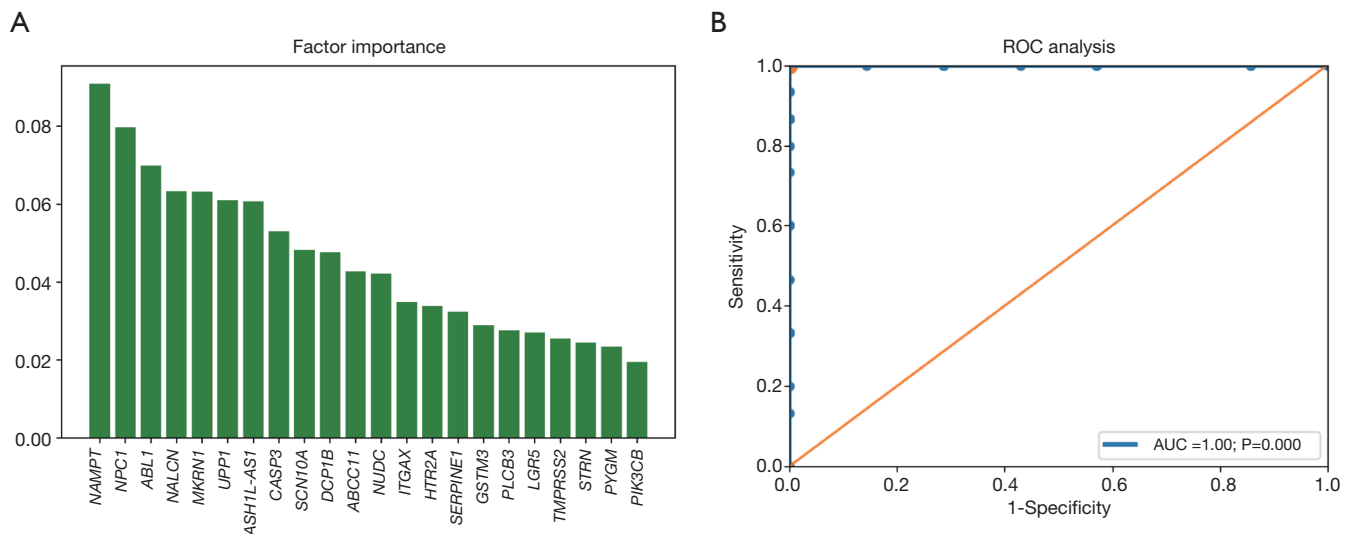 A
Factor importance
0.08
0.06
0.04
0.02
0.00
NAMPT
NPC1
ABL1
NALCN
MKRN1
UPP1
ASH1L-AS1
CASP3
SCN10A
DCP1B
ABCC11
NUDC
ITGAX
HTR2A
SERPINE1
GSTM3
PLCB3
LGR5
TMPRSS2
STRN
PYGM
PIK3CB
B
ROC analysis
Sensitivity
1.0
0.8
0.6
0.4
0.2
0.0
AUC =1.00; P=0.000
0.0 0.2 0.4 0.6 0.8 1.0
1-Specificity